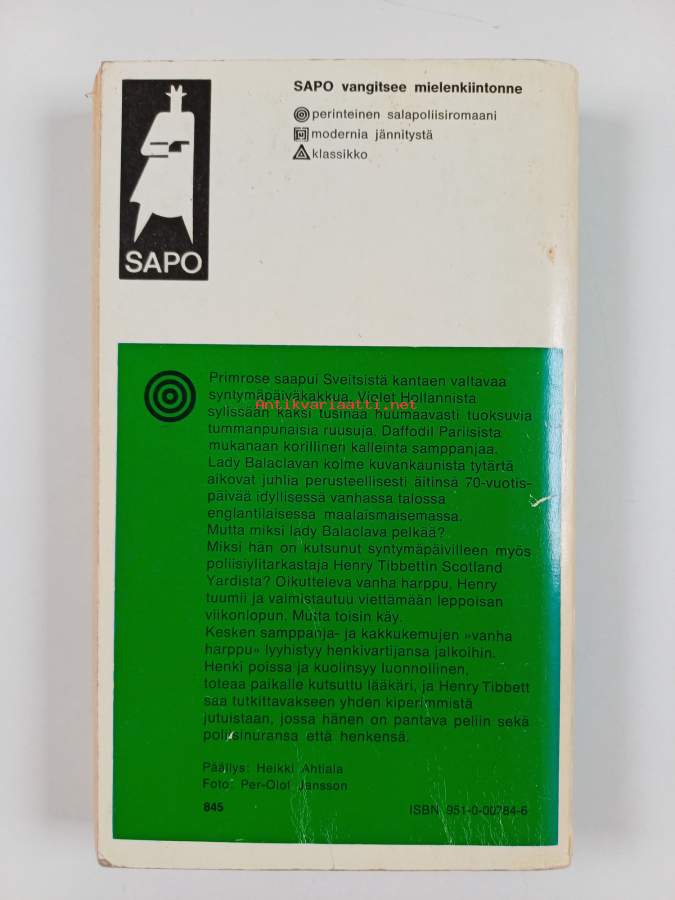 SAPO
SAPO vangitsee mielenkiintonne
perinteinen salapoliisiromaani
modernia jännitystä
klassikko
Primrose saapui Sveitsistä kantaen valtavaa
syntymäpäiväkakkua, Violet Hollannista
sylissään kaksi tusinaa huumaavasti tuoksuvia
tummanpunaisia ruusuja, Daffodil Pariisista
mukanaan korillinen kalleinta samppanjaa.
Lady Balaclavan kolme kuvankaunista tytärtä
aikovat juhlia perusteellisesti äitinsä 70-vuotis-
päivää idyllisessä vanhassa talossa
englantilaisessa maalaismaisemassa.
Mutta miksi lady Balaclava pelkää?
Miksi hän on kutsunut syntymäpäivilleen myös
poliisiylitarkastaja Henry Tibbettin Scotland
Yardista? Oikutteleva vanha harppu, Henry
tuumii ja valmistautuu viettämään leppoisan
viikonlopun. Mutta toisin käy.
Kesken samppanja- ja kakkukemujen »vanha
harppu» lyyhistyy henkivartijansa jalkoihin.
Henki poissa ja kuolinsyy luonnollinen,
toteaa paikalle kutsuttu lääkäri, ja Henry Tibbett
saa tutkittavakseen yhden kiperimmistä
jutuistaan, jossa hänen on pantava peliin sekä
poliisinuransa että henkensä.
Päällys: Heikki Ahtiala
Foto: Per-Olof Jansson
845
ISBN 951-0-00784-6
Antikvariaatti.net